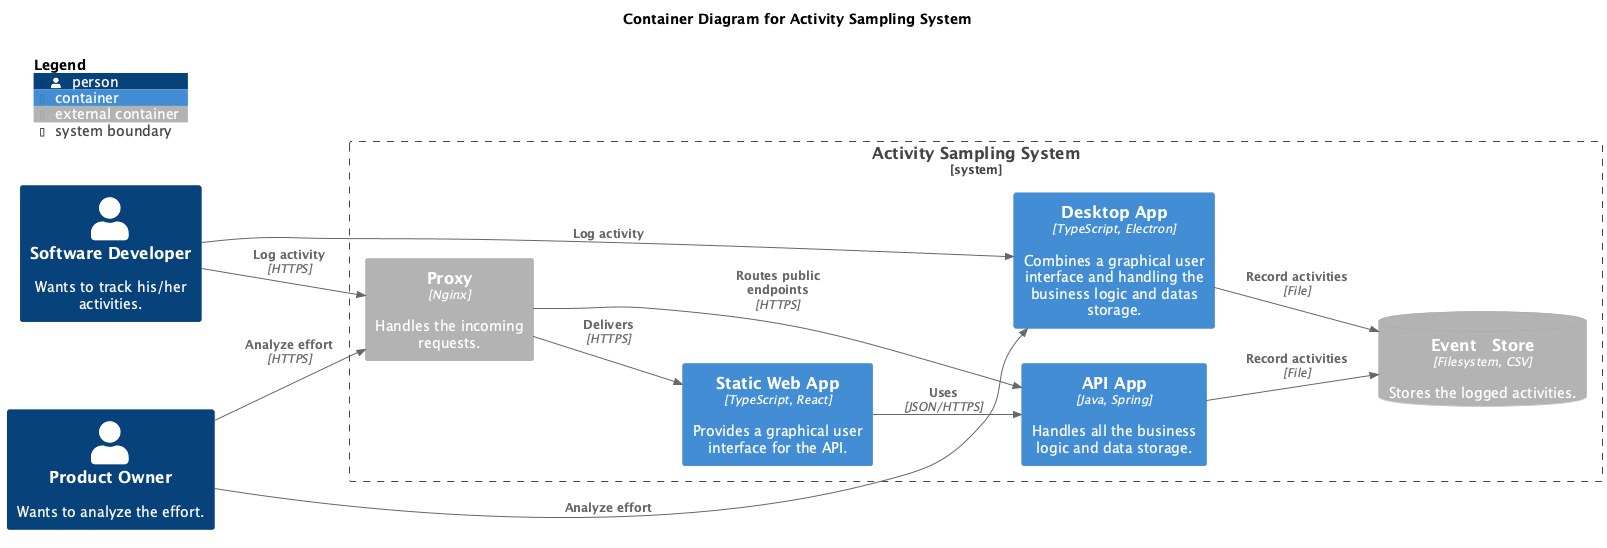 Container Diagram for Activity Sampling System
Legend
person
container
external container
system boundary
Activity Sampling System
[system]
Software Developer
Wants to track his/her
activities.
Product Owner
Wants to analyze the effort.
Log activity
Log activity
[HTTPS]
Analyze effort
[HTTPS]
Analyze effort
Proxy
[Nginx]
Handles the incoming
requests.
Routes public
endpoints
[HTTPS]
Delivers
[HTTPS]
Static Web App
[TypeScript, React]
Provides a graphical user
interface for the API.
Uses
[JSON/HTTPS]
Desktop App
[TypeScript, Electron]
Combines a graphical user
interface and handling the
business logic and datas
storage.
API App
[Java, Spring]
Handles all the business
logic and data storage.
Record activities
[File]
Record activities
[File]
Event Store
[Filesystem, CSV]
Stores the logged activities.